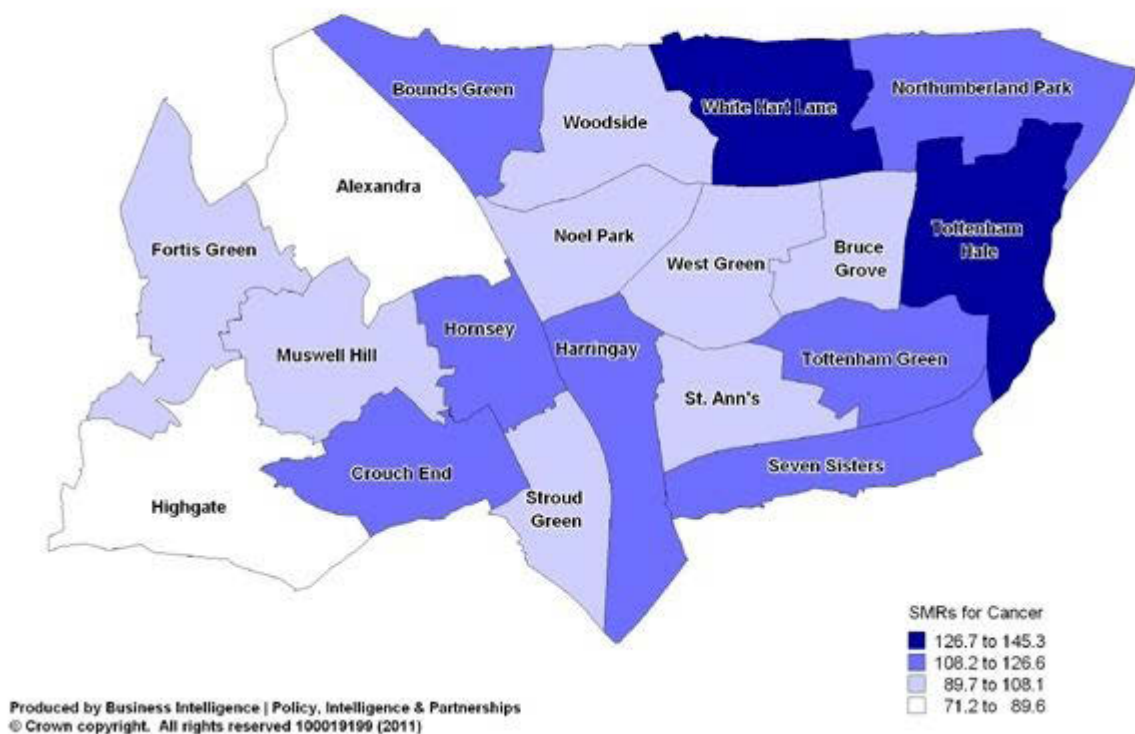 Bounds Green
Woodside
White Hart Lane
Northumberland Park
Alexandra
Fortis Green
Noel Park
West Green
Bruce
Grove
Tottenham
Hale
Hornsey
Muswell Hill
Harringay
Tottenham Green
St. Ann's
Crouch End
Seven Sisters
Highgate
Stroud
Green
SMRs for Cancer
126.7 to 145.3
108.2 to 126.6
89.7 to 108.1
71.2 to 89.6
Produced by Business Intelligence | Policy, Intelligence & Partnerships
© Crown copyright. All rights reserved 100019199 (2011)